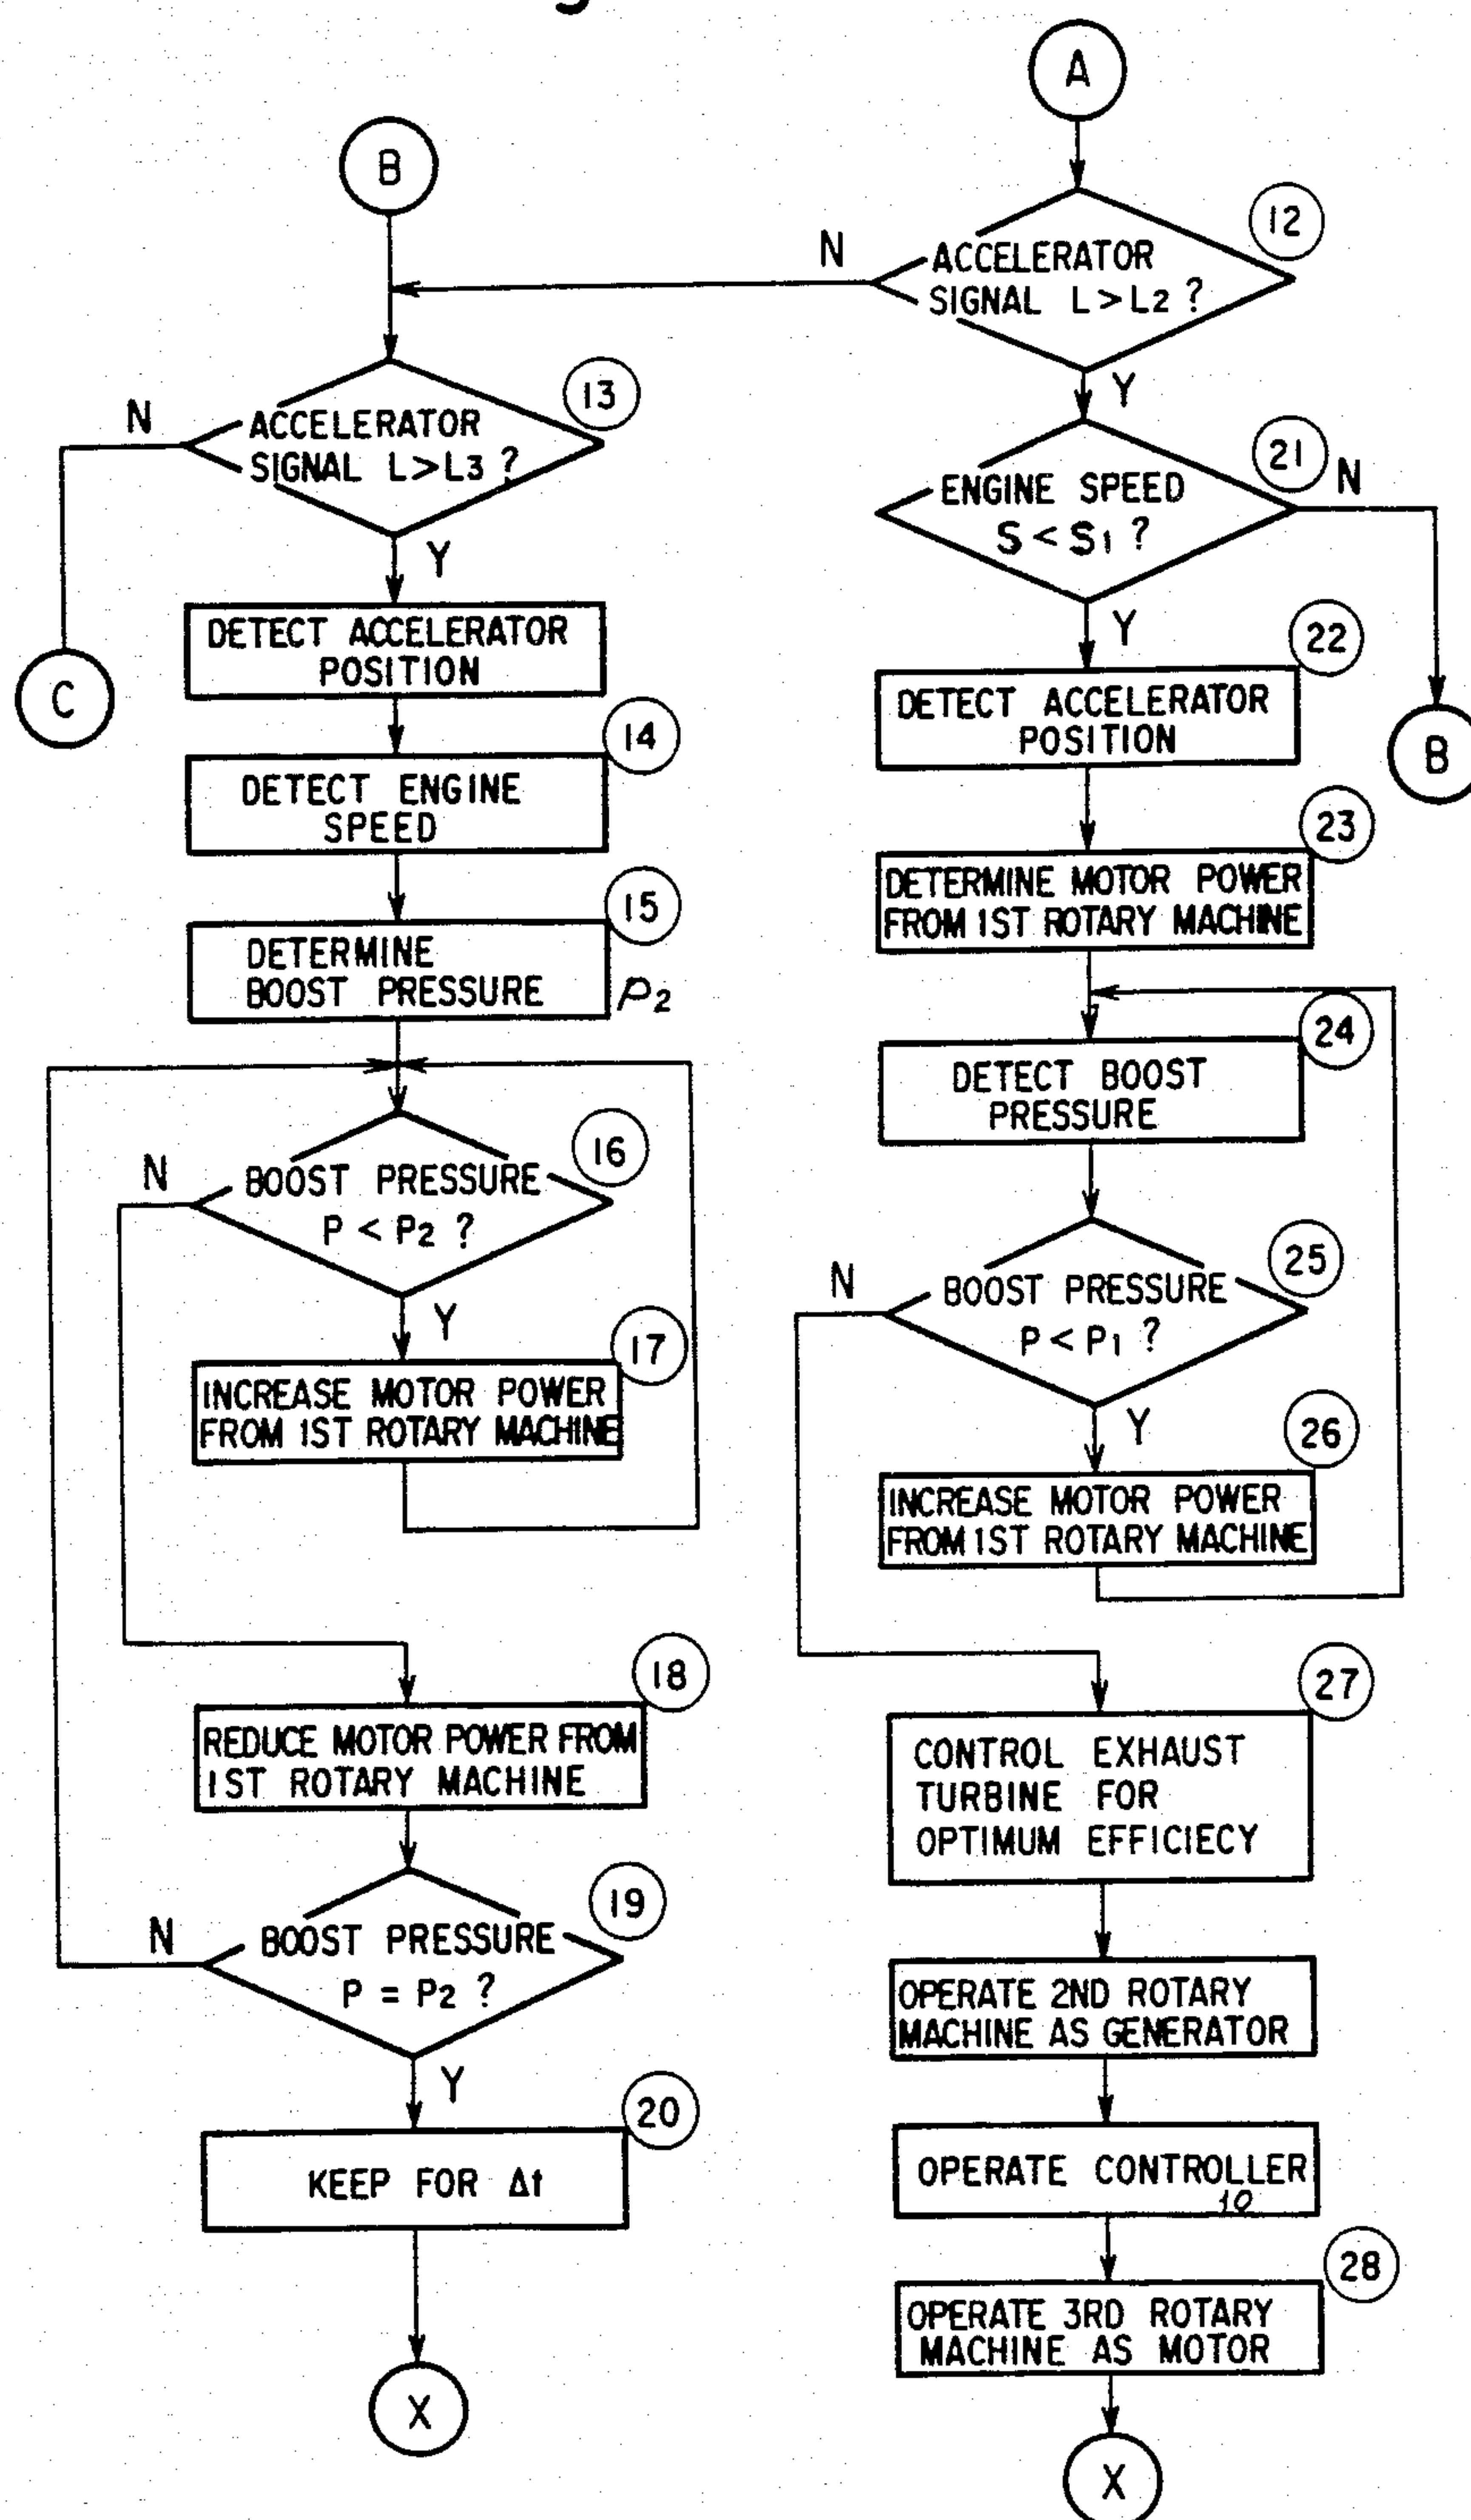 B
13
ACCELERATOR
SIGNAL L>L3 ?
N
Y
C
DETECT ACCELERATOR
POSITION
14
DETECT ENGINE
SPEED
15
DETERMINE
BOOST PRESSURE P2
16
BOOST PRESSURE
P < P2 ?
N
Y
17
INCREASE MOTOR POWER
FROM 1ST ROTARY MACHINE
18
REDUCE MOTOR POWER FROM
1ST ROTARY MACHINE
19
BOOST PRESSURE
P = P2 ?
N
Y
20
KEEP FOR Δt
X
A
12
ACCELERATOR
SIGNAL L>L2 ?
N
Y
21
ENGINE SPEED
S < S1 ?
N
Y
B
22
DETECT ACCELERATOR
POSITION
23
DETERMINE MOTOR POWER
FROM 1ST ROTARY MACHINE
24
DETECT BOOST
PRESSURE
25
BOOST PRESSURE
P < P1 ?
N
Y
26
INCREASE MOTOR POWER
FROM 1ST ROTARY MACHINE
27
CONTROL EXHAUST
TURBINE FOR
OPTIMUM EFFICIECY
OPERATE 2ND ROTARY
MACHINE AS GENERATOR
OPERATE CONTROLLER
10
28
OPERATE 3RD ROTARY
MACHINE AS MOTOR
X